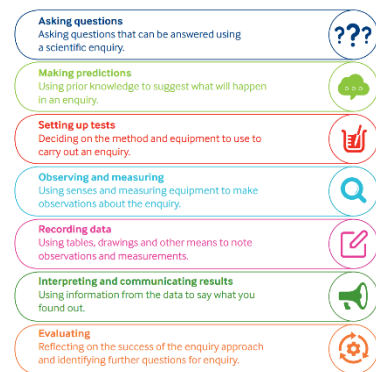 Asking questions
Asking questions that can be answered using
a scientific enquiry.
???
Making predictions
Using prior knowledge to suggest what will happen
in an enquiry.
Setting up tests
Deciding on the method and equipment to use to
carry out an enquiry.
Observing and measuring
Using senses and measuring equipment to make
observations about the enquiry.
Recording data
Using tables, drawings and other means to note
observations and measurements.
Interpreting and communicating results
Using information from the data to say what you
found out.
Evaluating
Reflecting on the success of the enquiry approach
and identifying further questions for enquiry.